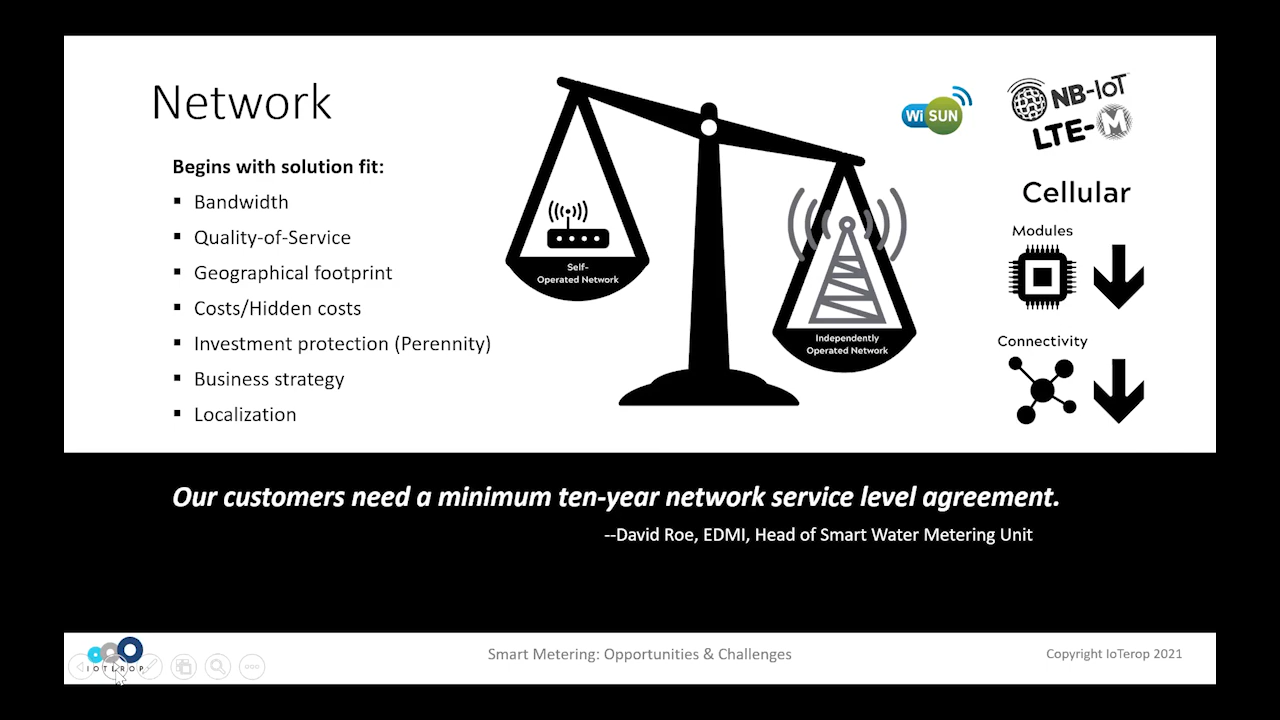 Network
Begins with solution fit:
▪ Bandwidth
▪ Quality-of-Service
▪ Geographical footprint
▪ Costs/Hidden costs
▪ Investment protection (Perennity)
▪ Business strategy
▪ Localization
Self-
Operated Network
Independently
Operated Network
Wi SUN
NB-IoT
LTE-M
Cellular
Modules
Connectivity
Our customers need a minimum ten-year network service level agreement.
--David Roe, EDMI, Head of Smart Water Metering Unit
IOTEROP
Smart Metering: Opportunities & Challenges
Copyright IoTerop 2021